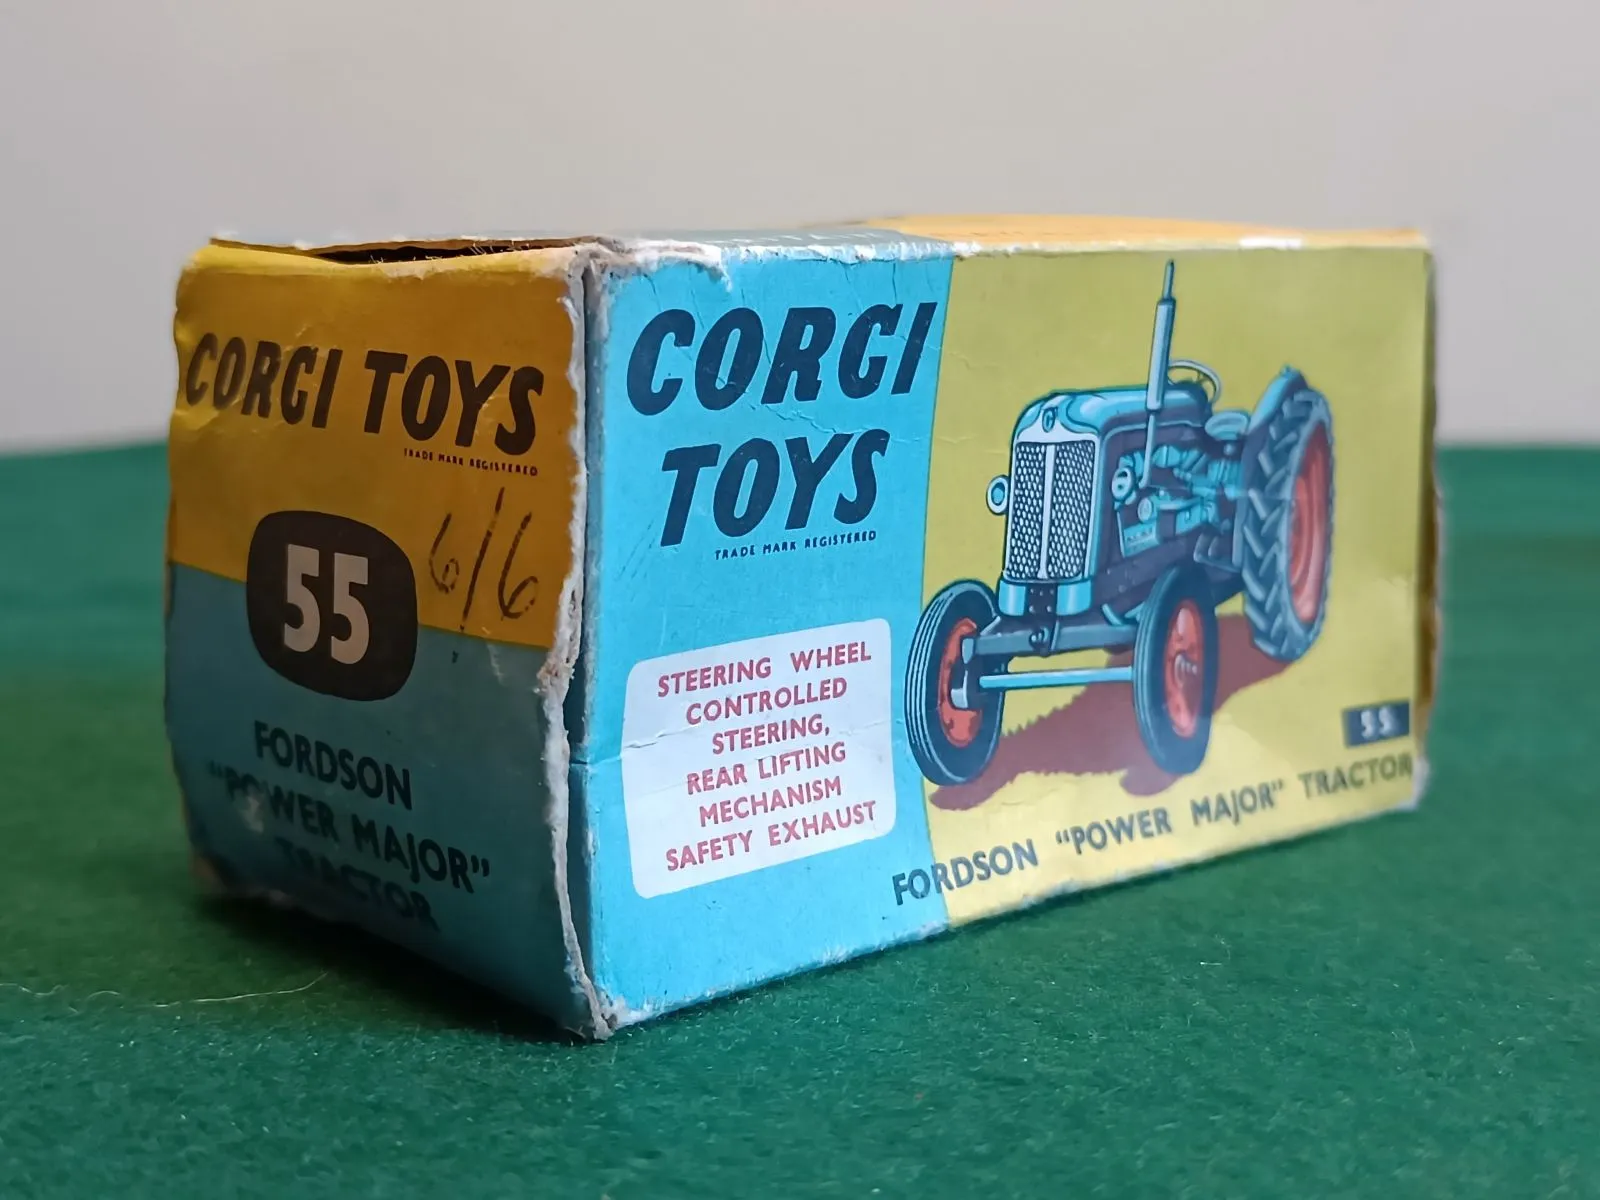 CORGI TOYS
TRADE MARK REGISTERED
6/6
55
FORDSON
"POWER MAJOR"
TRACTOR
CORGI
TOYS
TRADE MARK REGISTERED
STEERING WHEEL
CONTROLLED
STEERING,
REAR LIFTING
MECHANISM
SAFETY EXHAUST
55
FORDSON "POWER MAJOR" TRACTOR